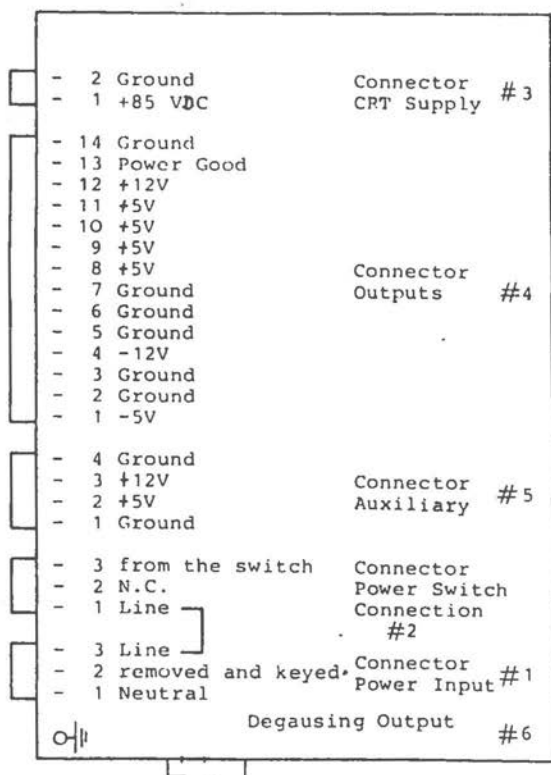 - 2 Ground Connector #3
- 1 +85 VDC CRT Supply
- 14 Ground
- 13 Power Good
- 12 +12V
- 11 +5V
- 10 +5V
- 9 +5V
- 8 +5V Connector
- 7 Ground Outputs #4
- 6 Ground
- 5 Ground
- 4 -12V
- 3 Ground
- 2 Ground
- 1 -5V
- 4 Ground
- 3 +12V Connector
- 2 +5V Auxiliary #5
- 1 Ground
- 3 from the switch Connector
- 2 N.C. Power Switch
- 1 Line Connection
#2
- 3 Line
- 2 removed and keyed. Connector
- 1 Neutral Power Input #1
Degausing Output #6